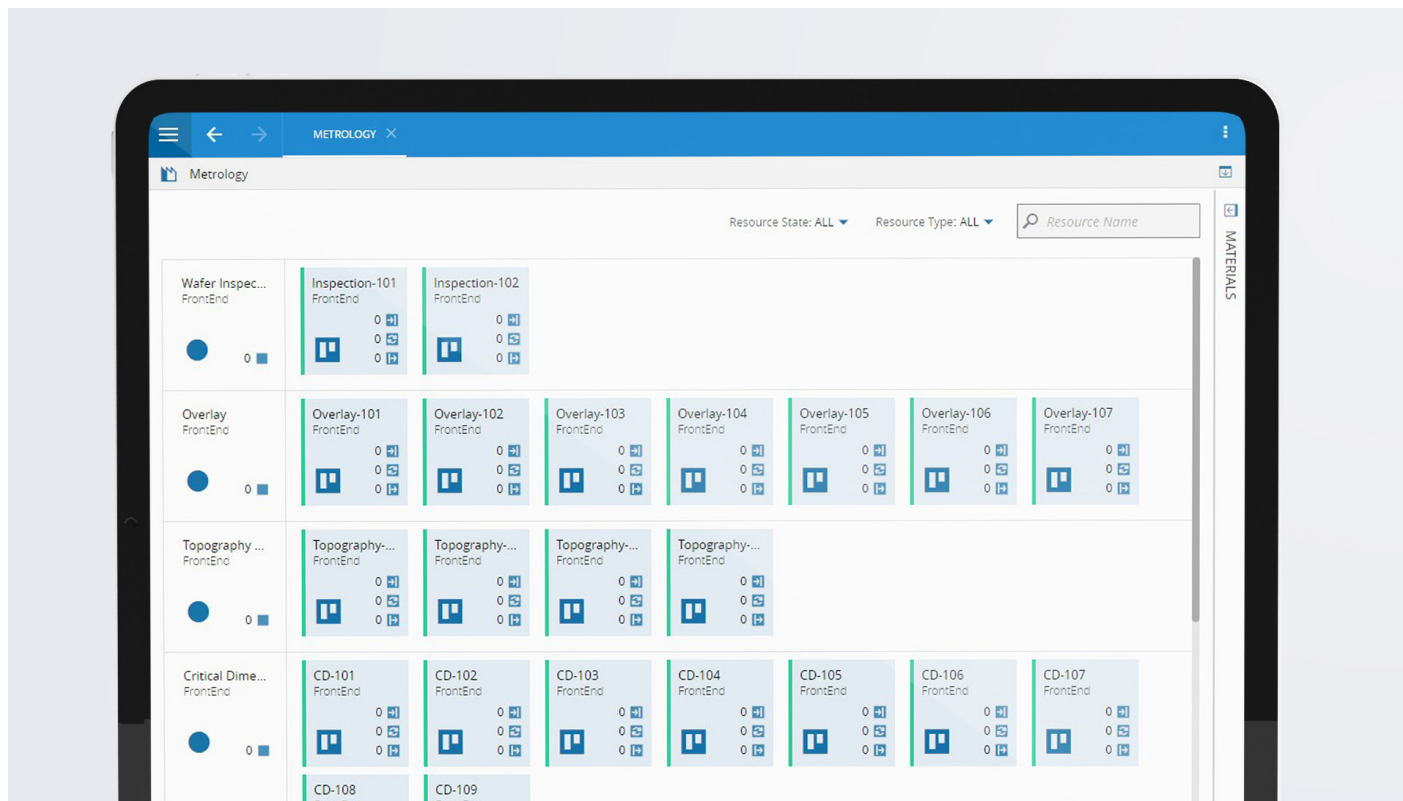 METROLOGY
Metrology
Resource State: ALL
Resource Type: ALL
Resource Name
MATERIALS
Wafer Inspec...
FrontEnd
0
Inspection-101
FrontEnd
0
0
0
Inspection-102
FrontEnd
0
0
0
Overlay
FrontEnd
0
Overlay-101
FrontEnd
0
0
0
Overlay-102
FrontEnd
0
0
0
Overlay-103
FrontEnd
0
0
0
Overlay-104
FrontEnd
0
0
0
Overlay-105
FrontEnd
0
0
0
Overlay-106
FrontEnd
0
0
0
Overlay-107
FrontEnd
0
0
0
Topography ...
FrontEnd
0
Topography-...
FrontEnd
0
0
0
Topography-...
FrontEnd
0
0
0
Topography-...
FrontEnd
0
0
0
Topography-...
FrontEnd
0
0
0
Critical Dime...
FrontEnd
0
CD-101
FrontEnd
0
0
0
CD-102
FrontEnd
0
0
0
CD-103
FrontEnd
0
0
0
CD-104
FrontEnd
0
0
0
CD-105
FrontEnd
0
0
0
CD-106
FrontEnd
0
0
0
CD-107
FrontEnd
0
0
0
CD-108
CD-109